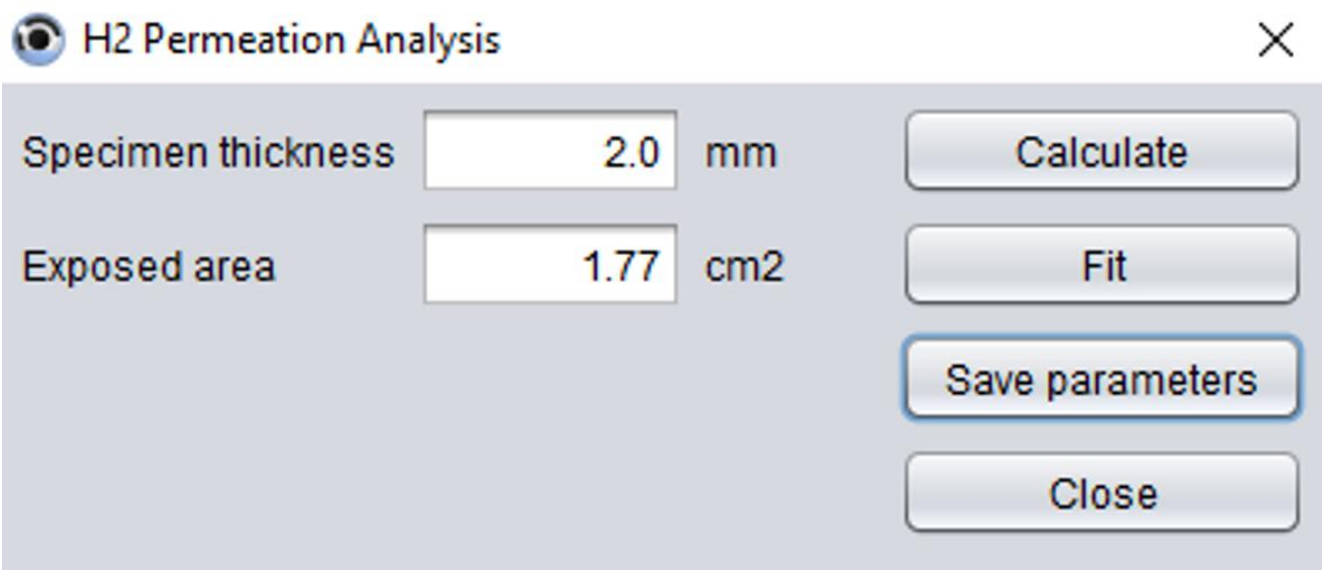 H2 Permeation Analysis
Specimen thickness 2.0 mm Calculate
Exposed area 1.77 cm2 Fit
Save parameters
Close